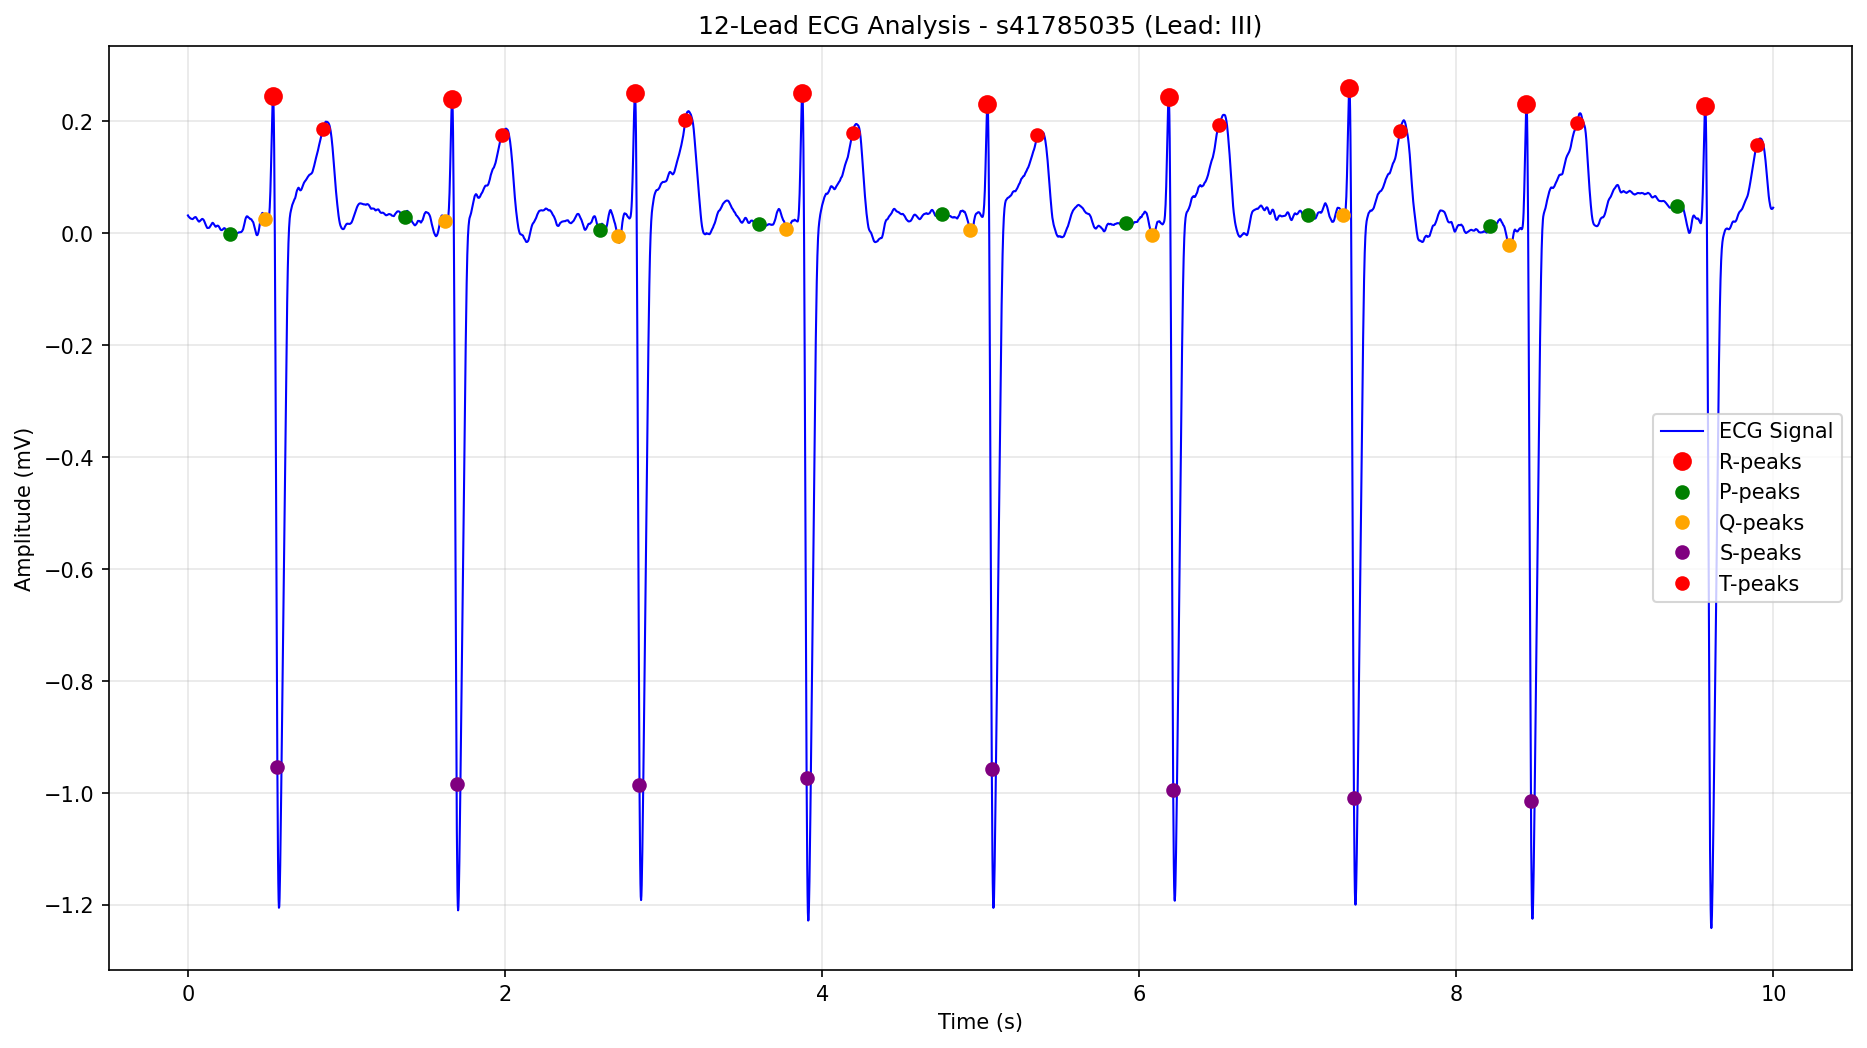 12-Lead ECG Analysis - s41785035 (Lead: III)
Amplitude (mV)
0.2
0.0
−0.2
−0.4
−0.6
−0.8
−1.0
−1.2
ECG Signal
R-peaks
P-peaks
Q-peaks
S-peaks
T-peaks
0 2 4 6 8 10
Time (s)